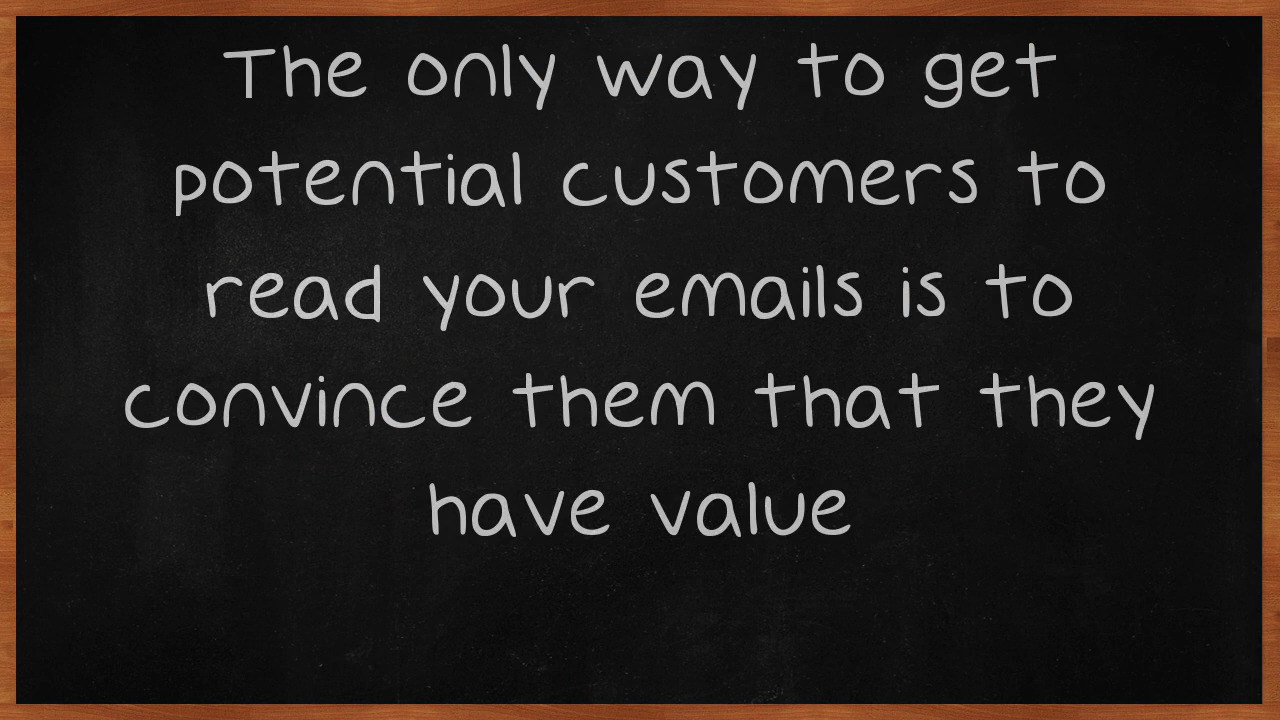 The only way to get
potential customers to
read your emails is to
convince them that they
have value